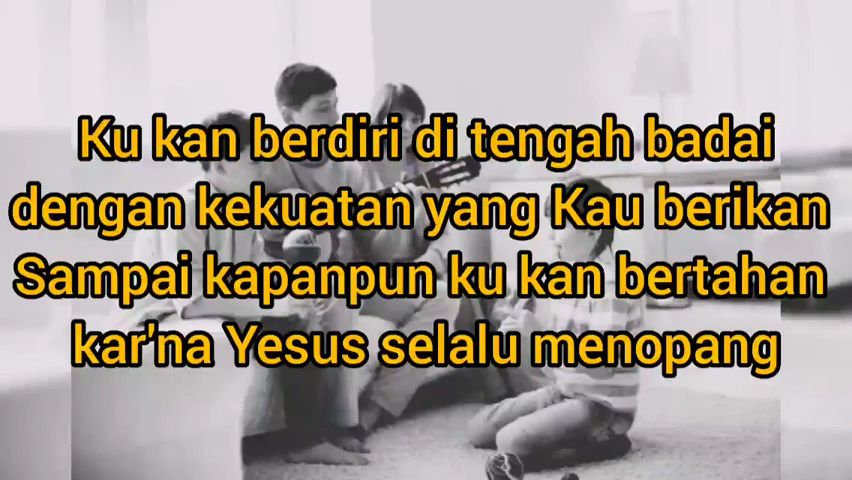 Ku kan berdiri di tengah badai
dengan kekuatan yang Kau berikan
Sampai kapanpun ku kan bertahan
kar'na Yesus selalu menopang